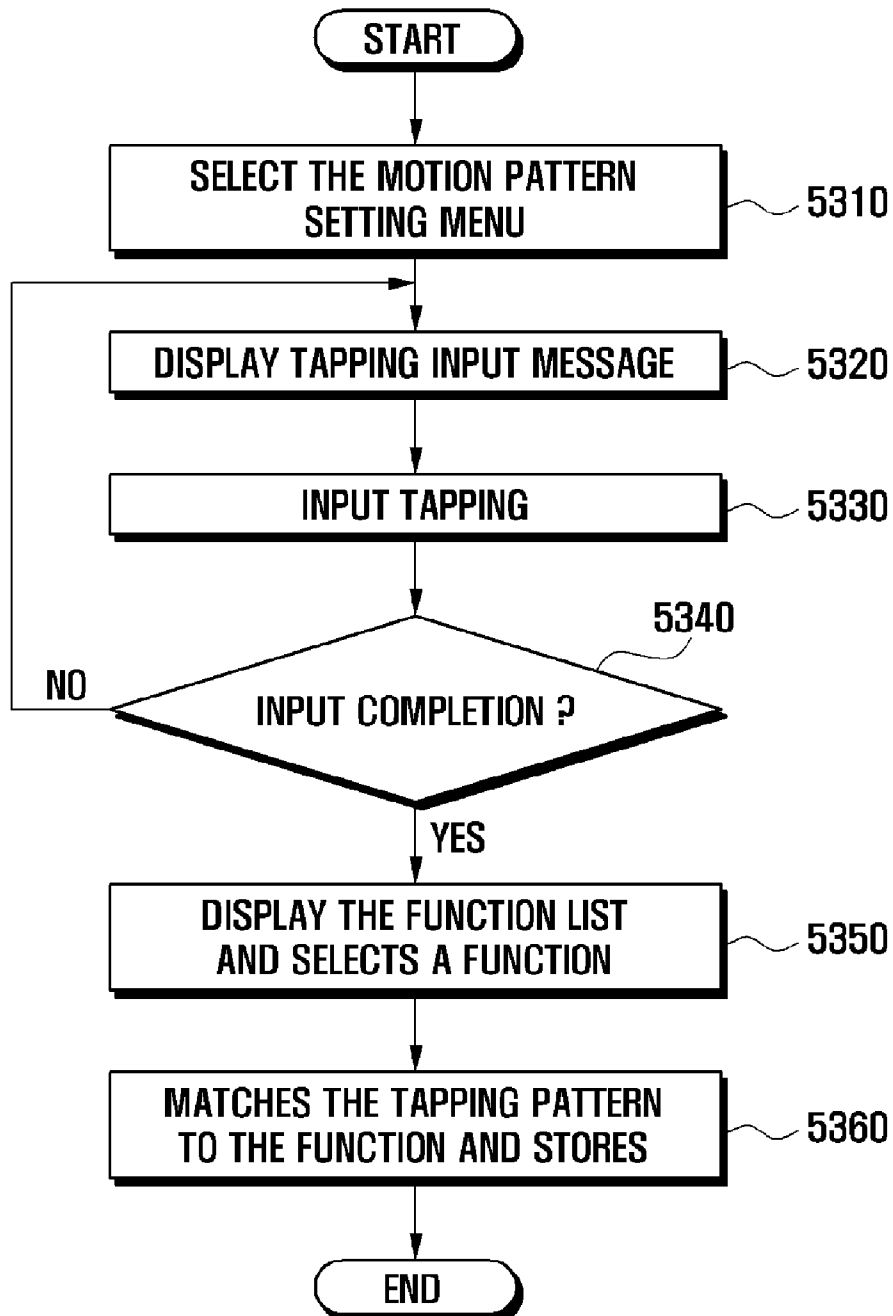 START
SELECT THE MOTION PATTERN
SETTING MENU
5310
DISPLAY TAPPING INPUT MESSAGE
5320
INPUT TAPPING
5330
5340
NO
INPUT COMPLETION ?
YES
DISPLAY THE FUNCTION LIST
AND SELECTS A FUNCTION
5350
MATCHES THE TAPPING PATTERN
TO THE FUNCTION AND STORES
5360
END